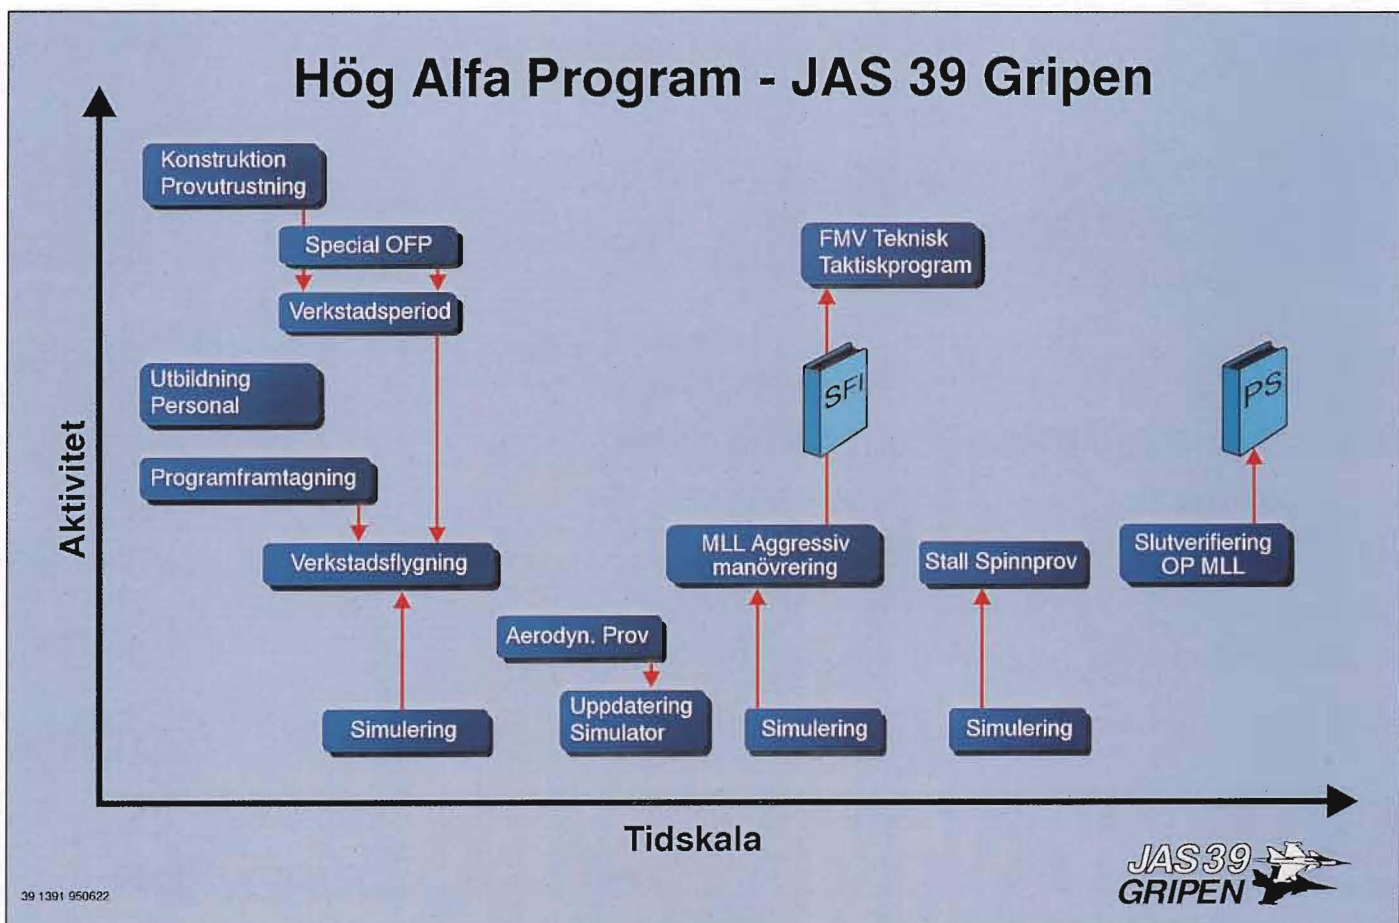 Hög Alfa Program - JAS 39 Gripen
Aktivitet
Konstruktion
Provutrustning
Special OFP
Verkstadsperiod
Utbildning
Personal
Programframtagning
Verkstadsflygning
Simulering
Aerodyn. Prov
Uppdatering
Simulator
FMV Teknisk
Taktiskprogram
SFI
MLL Aggressiv
manövrering
Simulering
Stall Spinnprov
Simulering
PS
Slutverifiering
OP MLL
Tidskala
39 1391 950622
JAS 39
GRIPEN